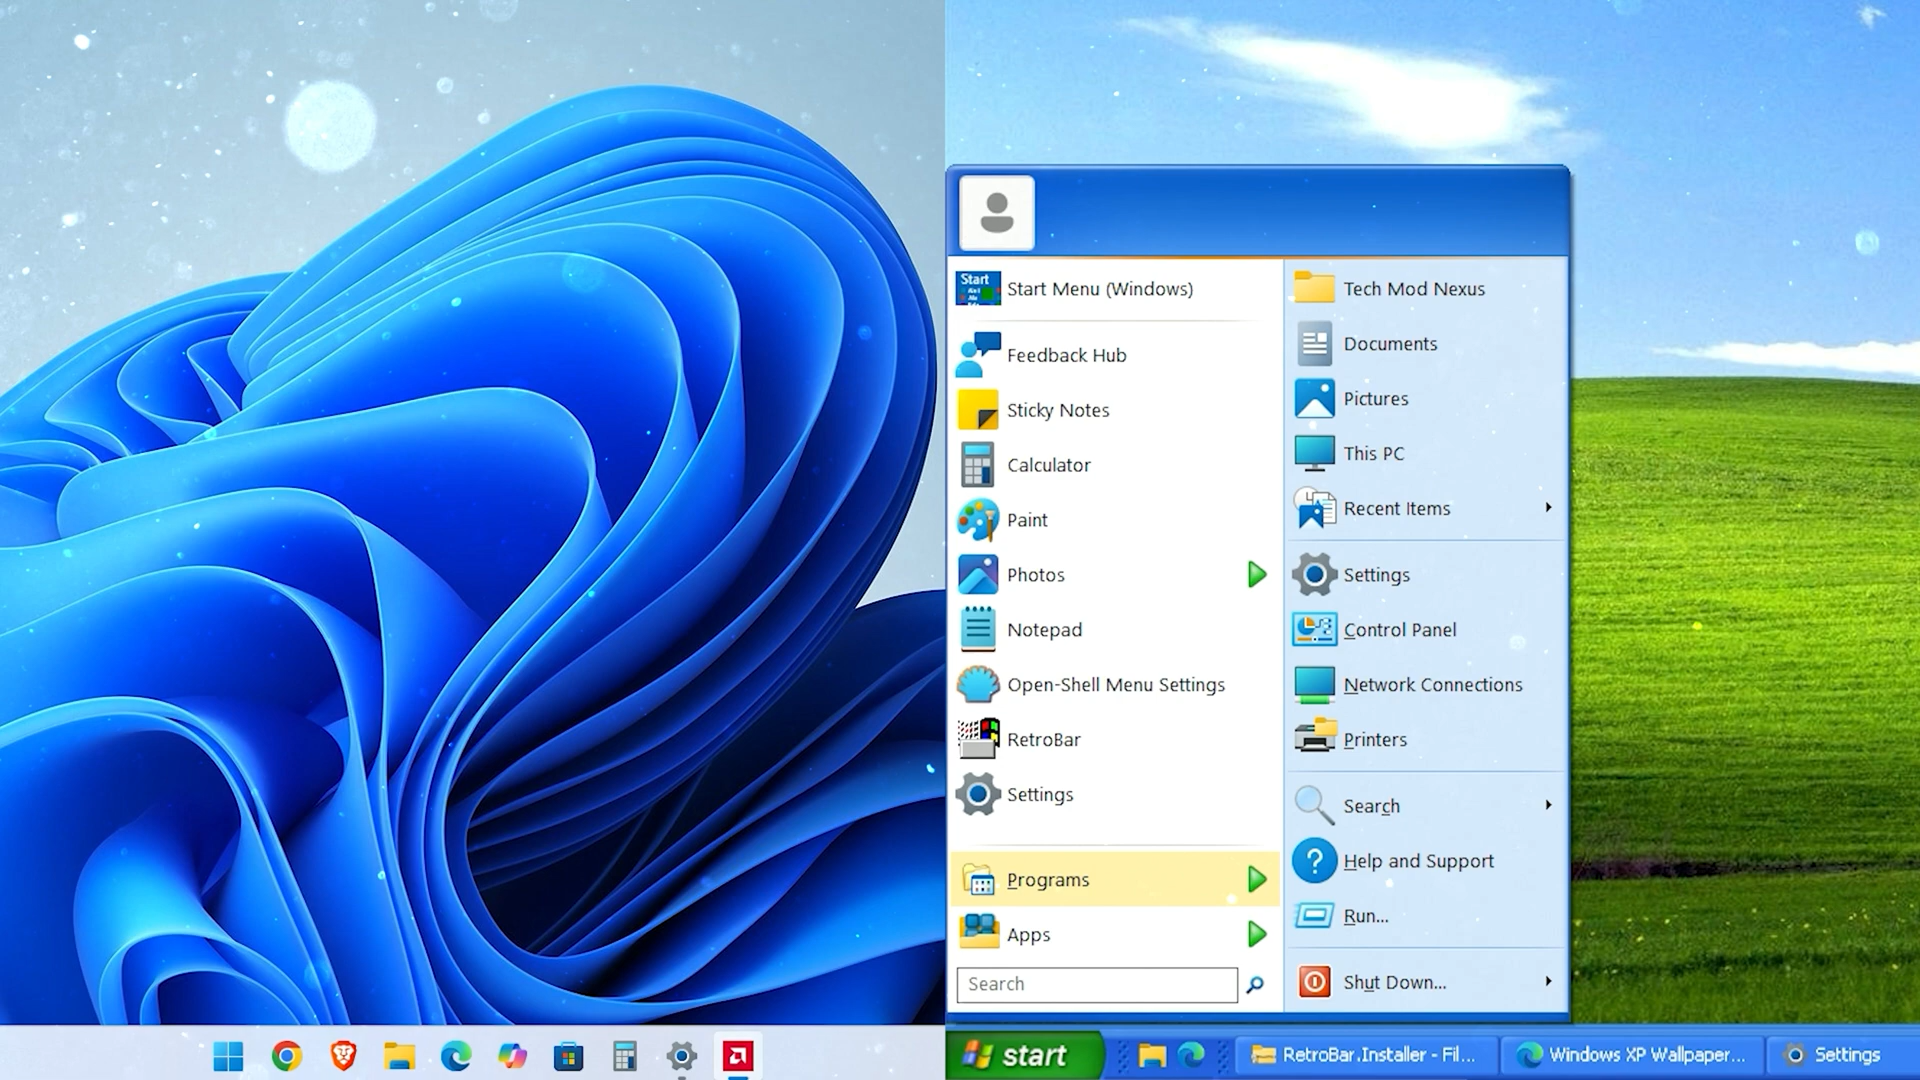 Start
Start Menu (Windows)
Feedback Hub
Sticky Notes
Calculator
Paint
Photos
Notepad
Open-Shell Menu Settings
RetroBar
Settings
Programs
Apps
Search
Tech Mod Nexus
Documents
Pictures
This PC
Recent Items
Settings
Control Panel
Network Connections
Printers
Search
Help and Support
Run...
Shut Down...
start
RetroBar.Installer - Fil...
Windows XP Wallpaper...
Settings